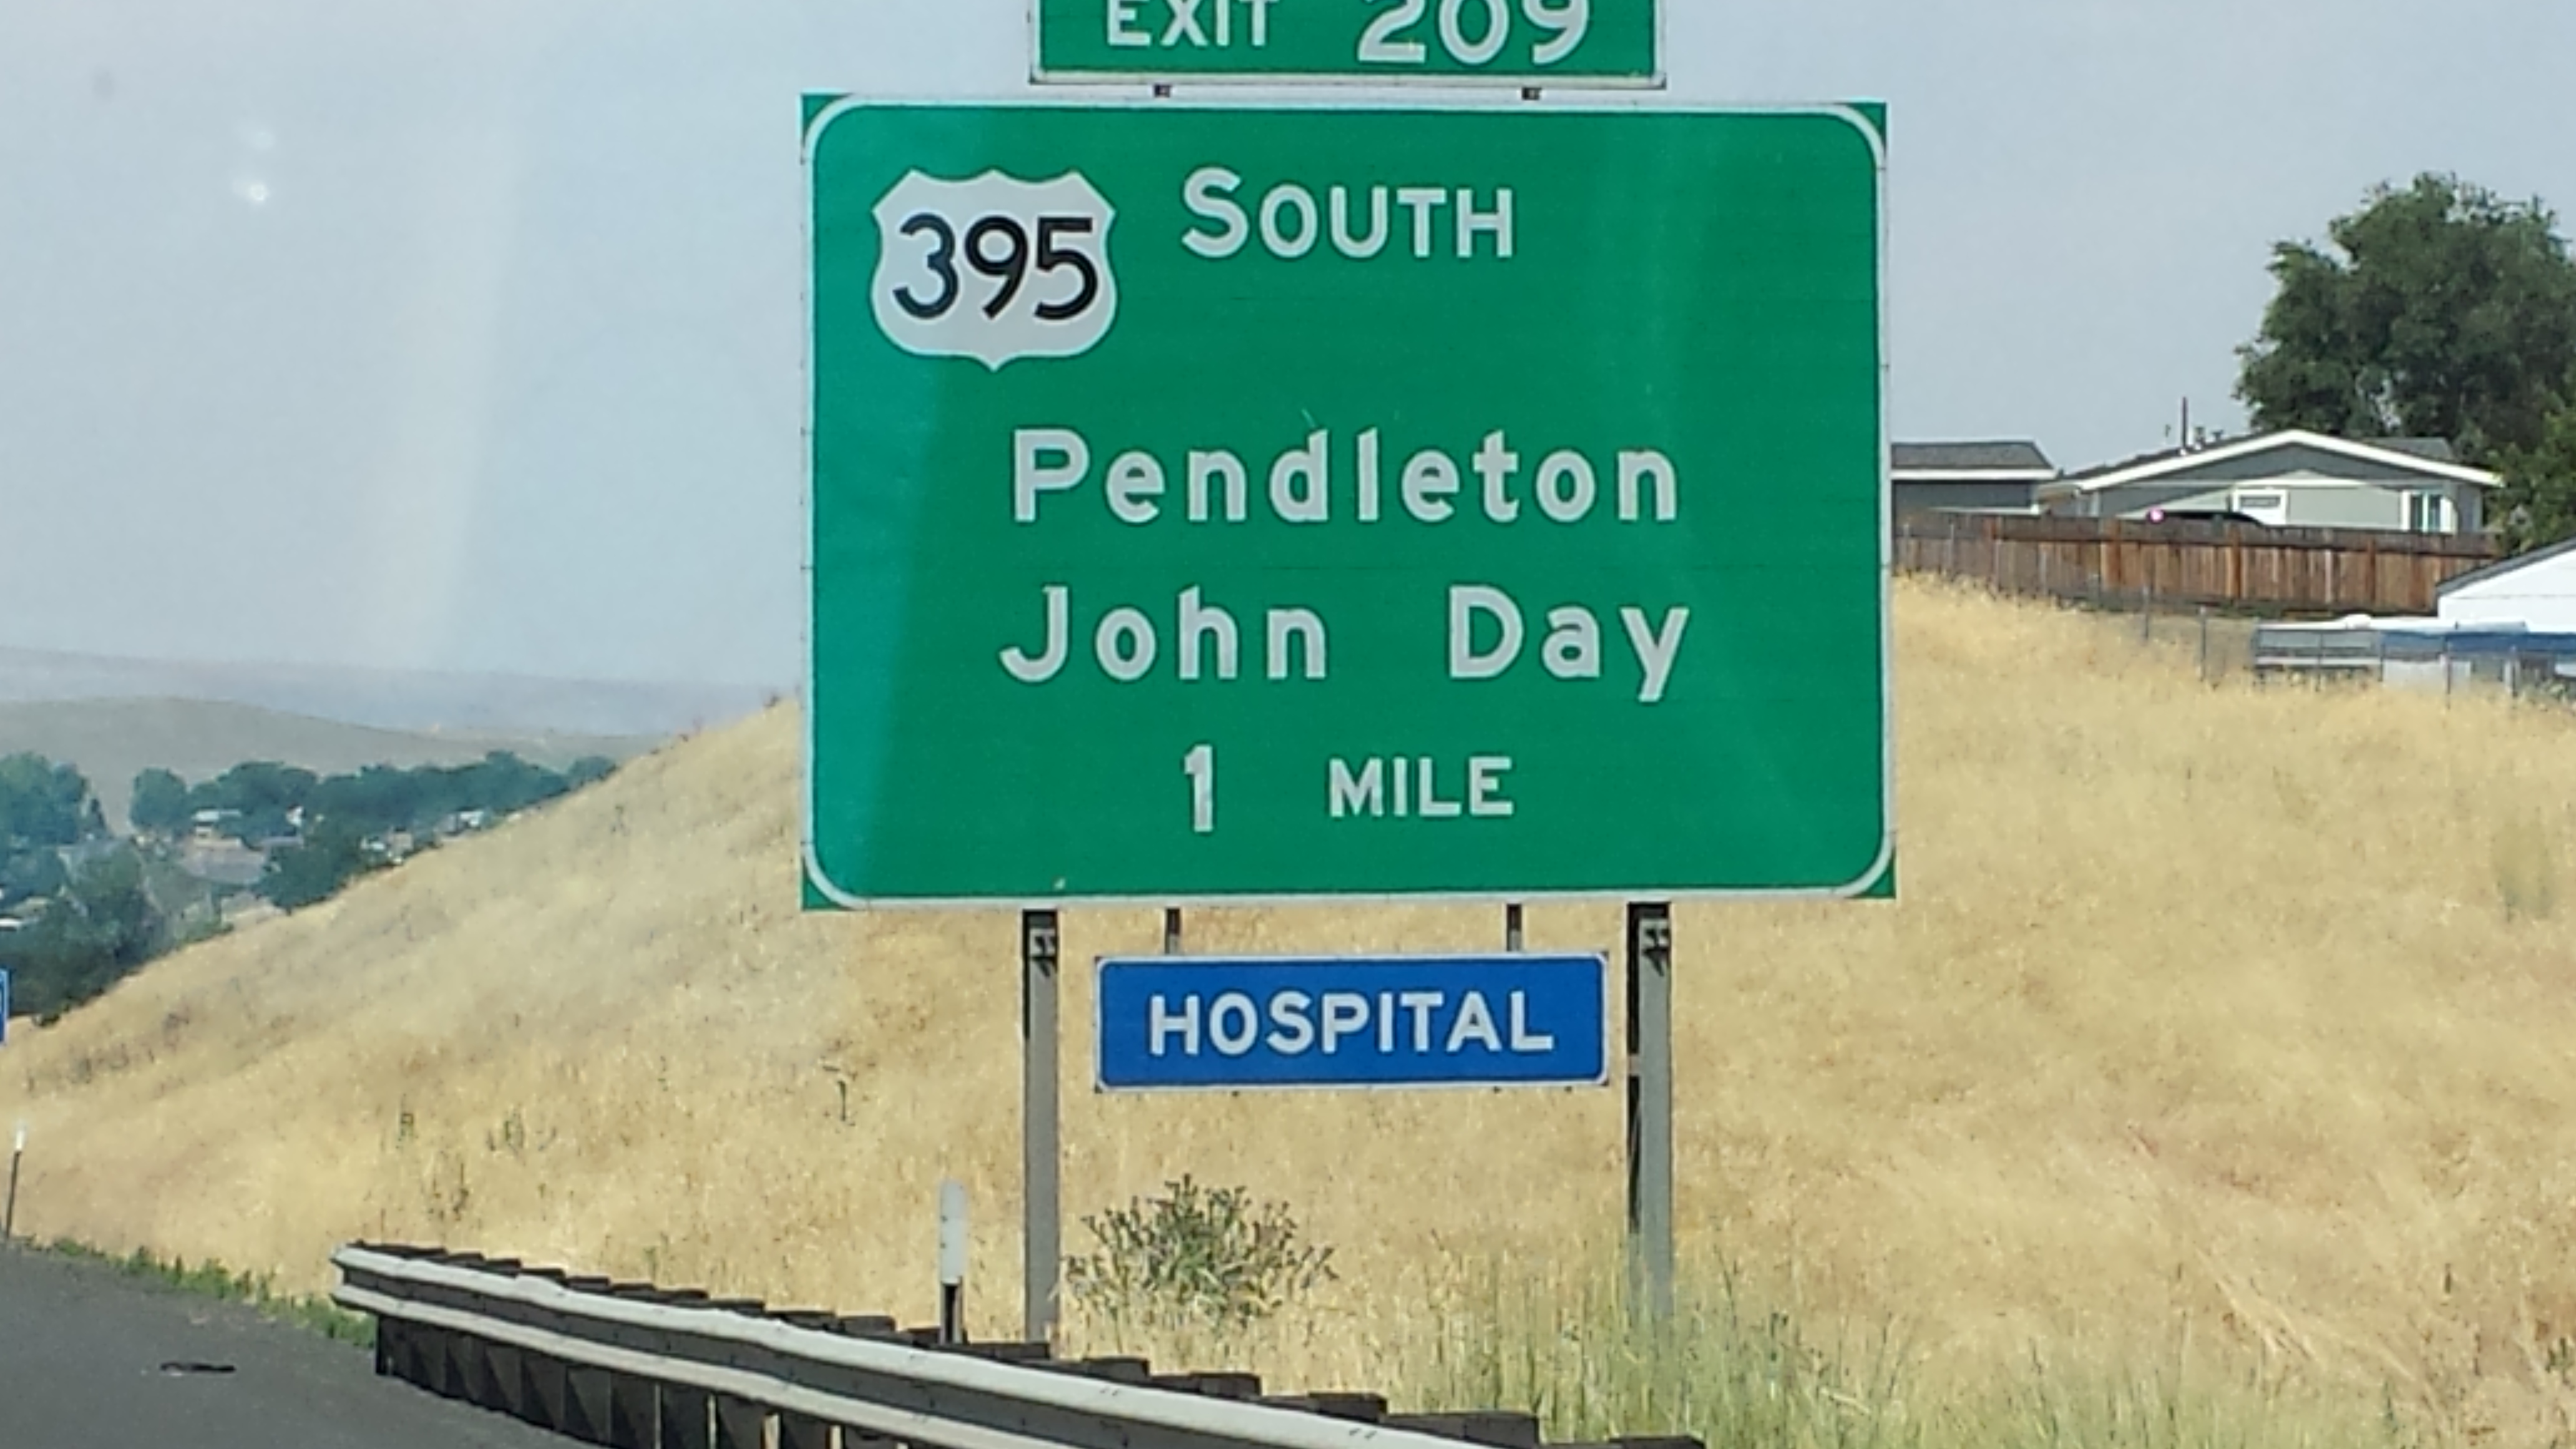 EXIT 209
395 SOUTH
Pendleton
John Day
1 MILE
HOSPITAL